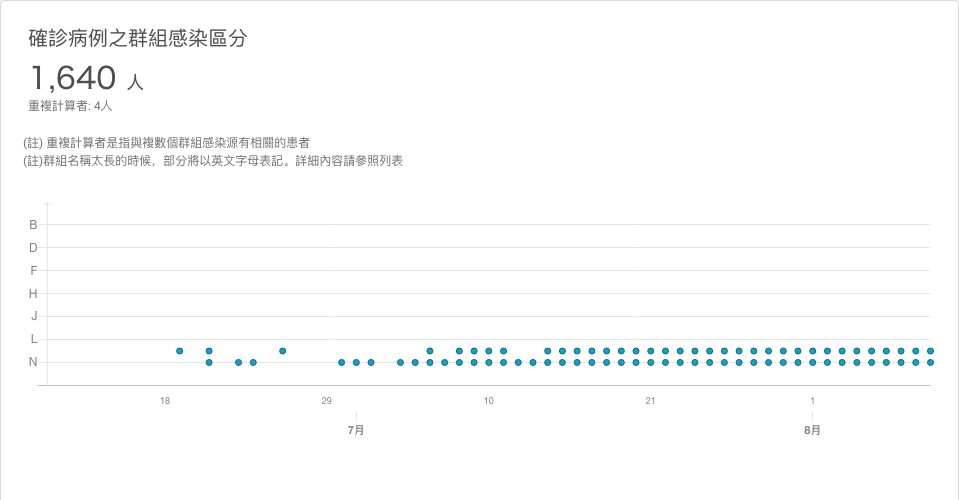 確診病例之群組感染區分
1,640 人
重複計算者: 4人
(註) 重複計算者是指與複數個群組感染源有相關的患者
(註)群組名稱太長的時候，部分將以英文字母表記。詳細內容請參照列表
B
D
F
H
J
L
N
18 29 10 21 1
7月 8月